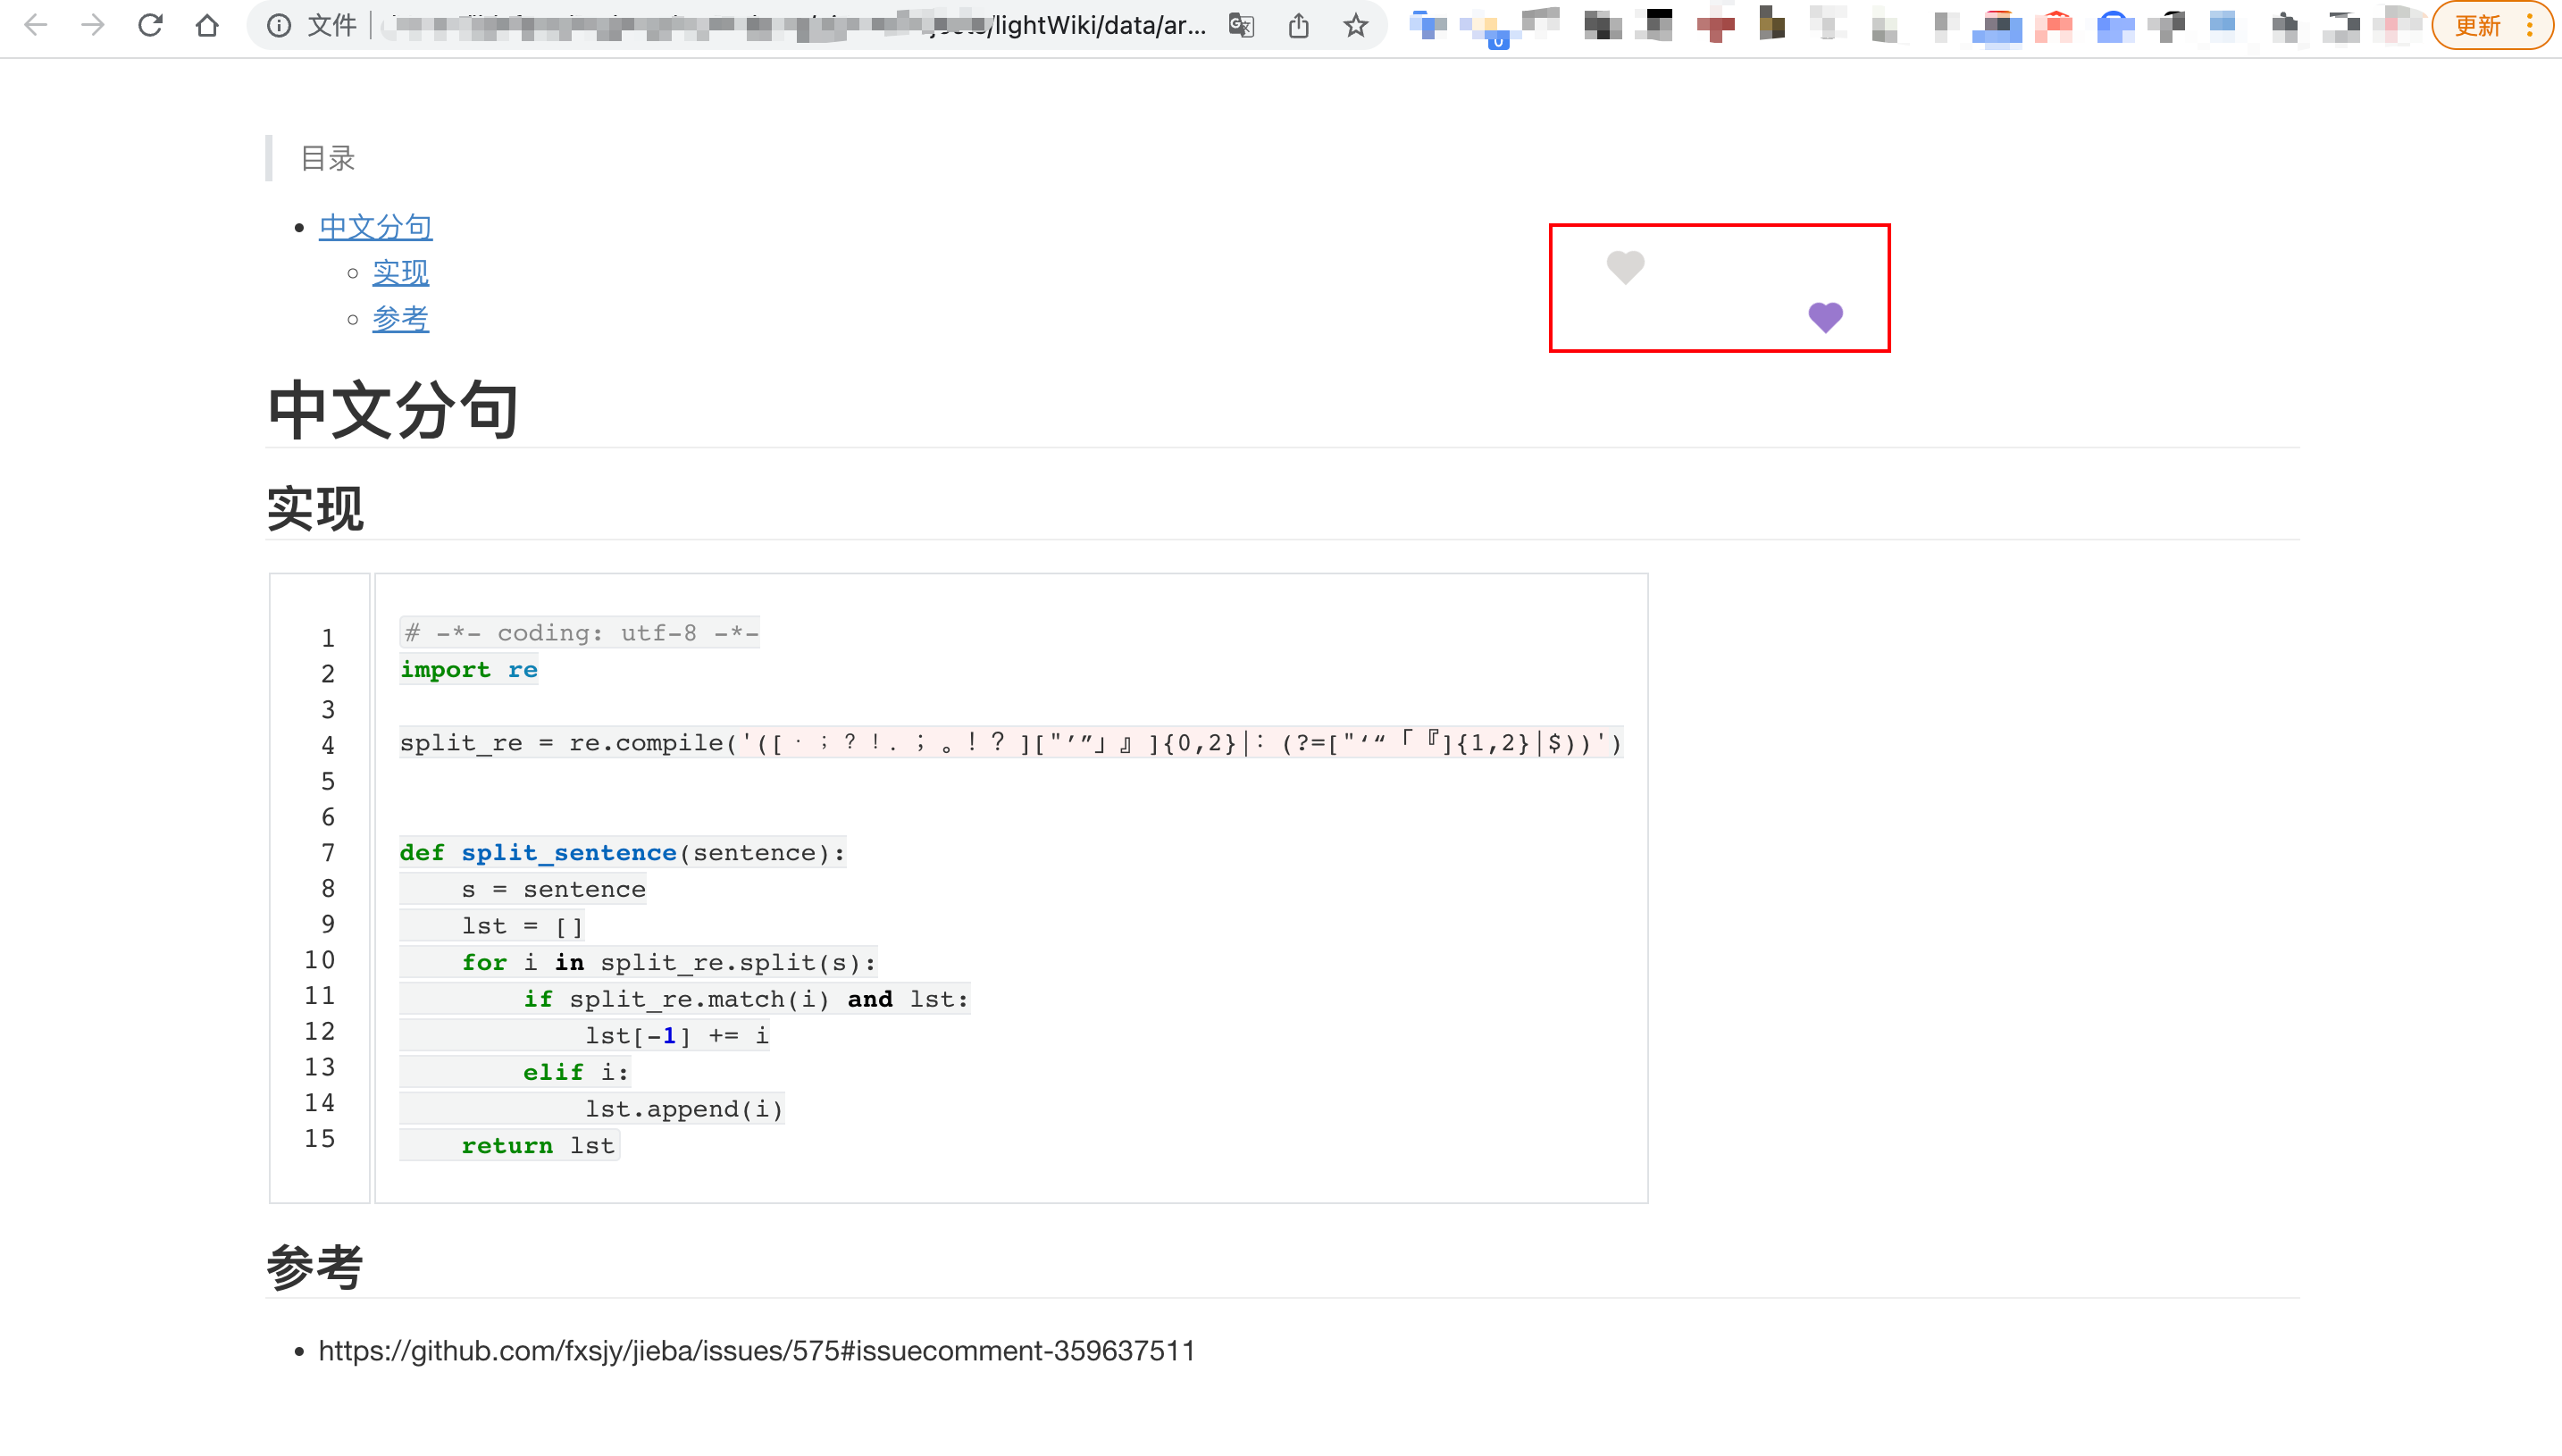 文件
/lightWiki/data/ar...
更新
目录
中文分句
实现
参考
中文分句
实现
1 # -*- coding: utf-8 -*-
2 import re
3
4 split_re = re.compile('([・；？！.；。！？]["’”」』]{0,2}|：(?=["‘“「『]{1,2}|$))')
5
6
7 def split_sentence(sentence):
8     s = sentence
9     lst = []
10     for i in split_re.split(s):
11         if split_re.match(i) and lst:
12             lst[-1] += i
13         elif i:
14             lst.append(i)
15     return lst
参考
https://github.com/fxsjy/jieba/issues/575#issuecomment-359637511